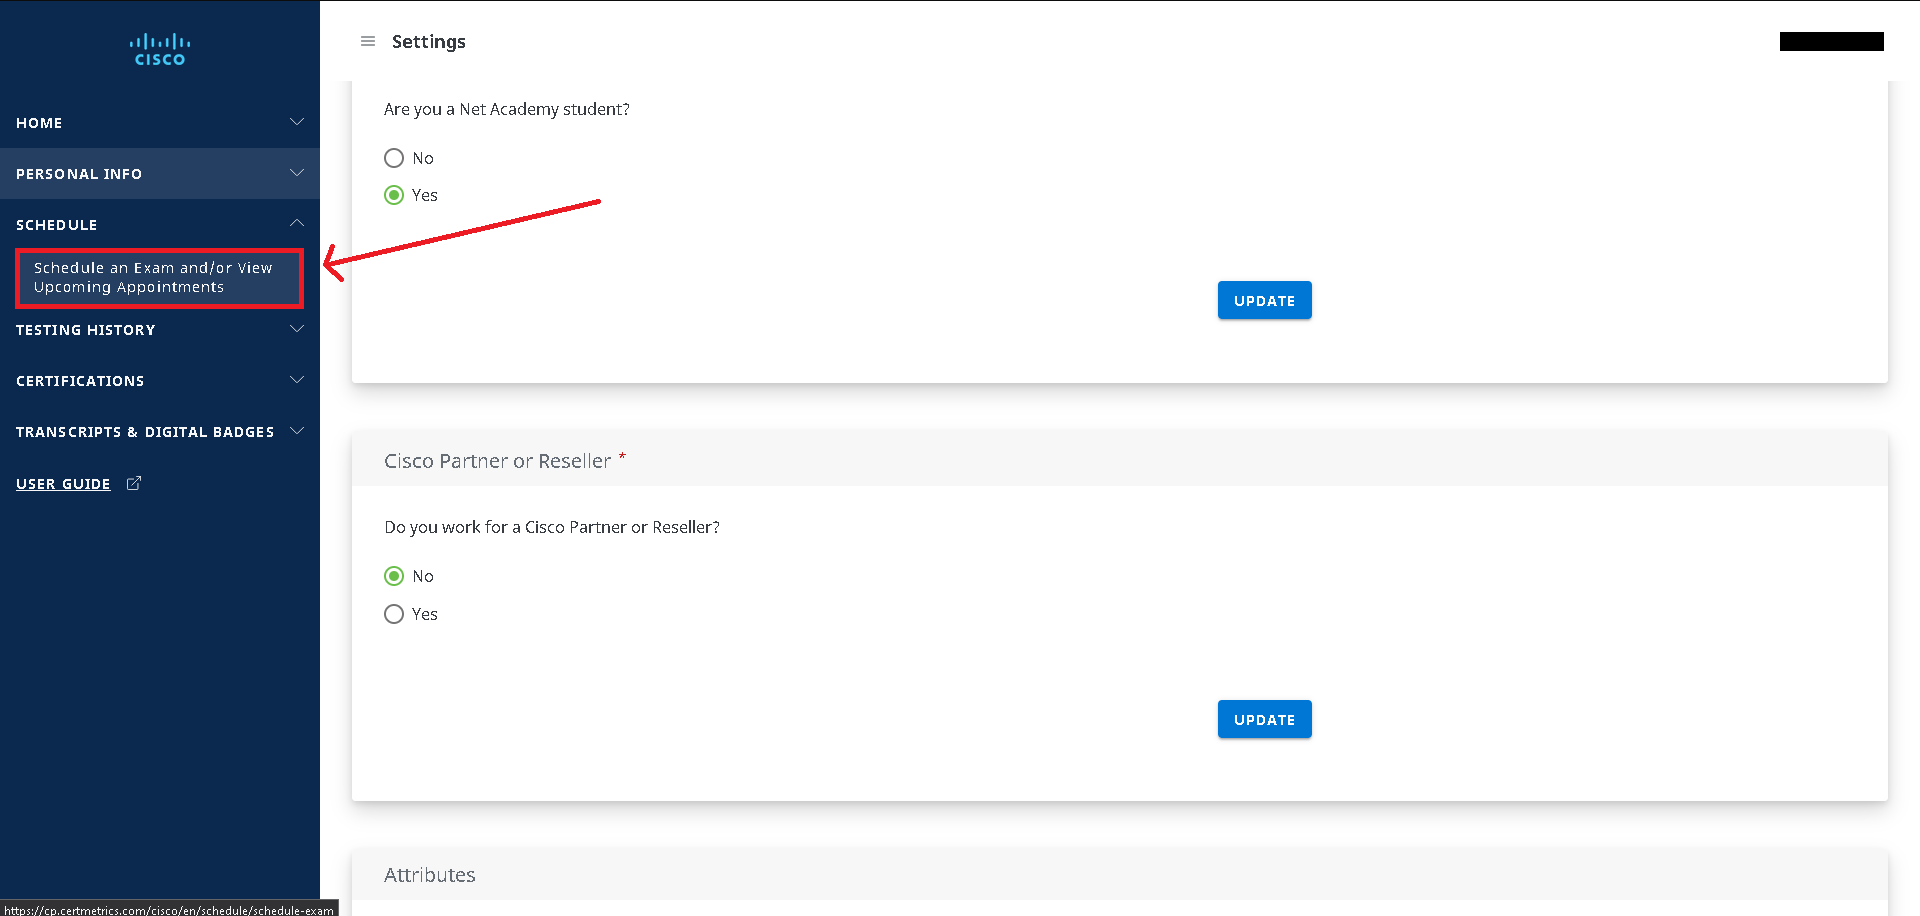 CISCO
HOME
PERSONAL INFO
SCHEDULE
Schedule an Exam and/or View
Upcoming Appointments
TESTING HISTORY
CERTIFICATIONS
TRANSCRIPTS & DIGITAL BADGES
USER GUIDE
Settings
Are you a Net Academy student?
No
Yes
UPDATE
Cisco Partner or Reseller *
Do you work for a Cisco Partner or Reseller?
No
Yes
UPDATE
Attributes
https://cp.certmetrics.com/cisco/en/schedule/schedule-exam